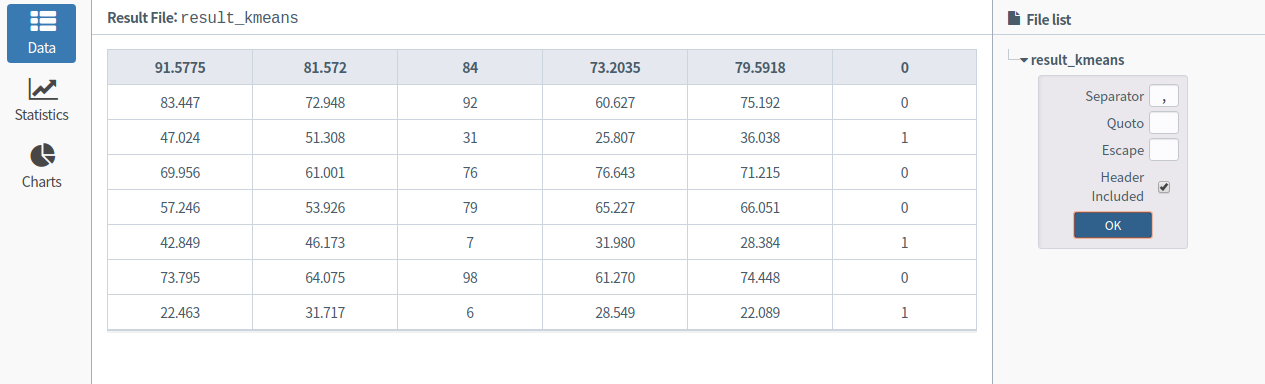 Data
Statistics
Charts
Result File: result_kmeans
91.5775 81.572 84 73.2035 79.5918 0
83.447 72.948 92 60.627 75.192 0
47.024 51.308 31 25.807 36.038 1
69.956 61.001 76 76.643 71.215 0
57.246 53.926 79 65.227 66.051 0
42.849 46.173 7 31.980 28.384 1
73.795 64.075 98 61.270 74.448 0
22.463 31.717 6 28.549 22.089 1
File list
result_kmeans
Separator ,
Quoto
Escape
Header
Included
OK